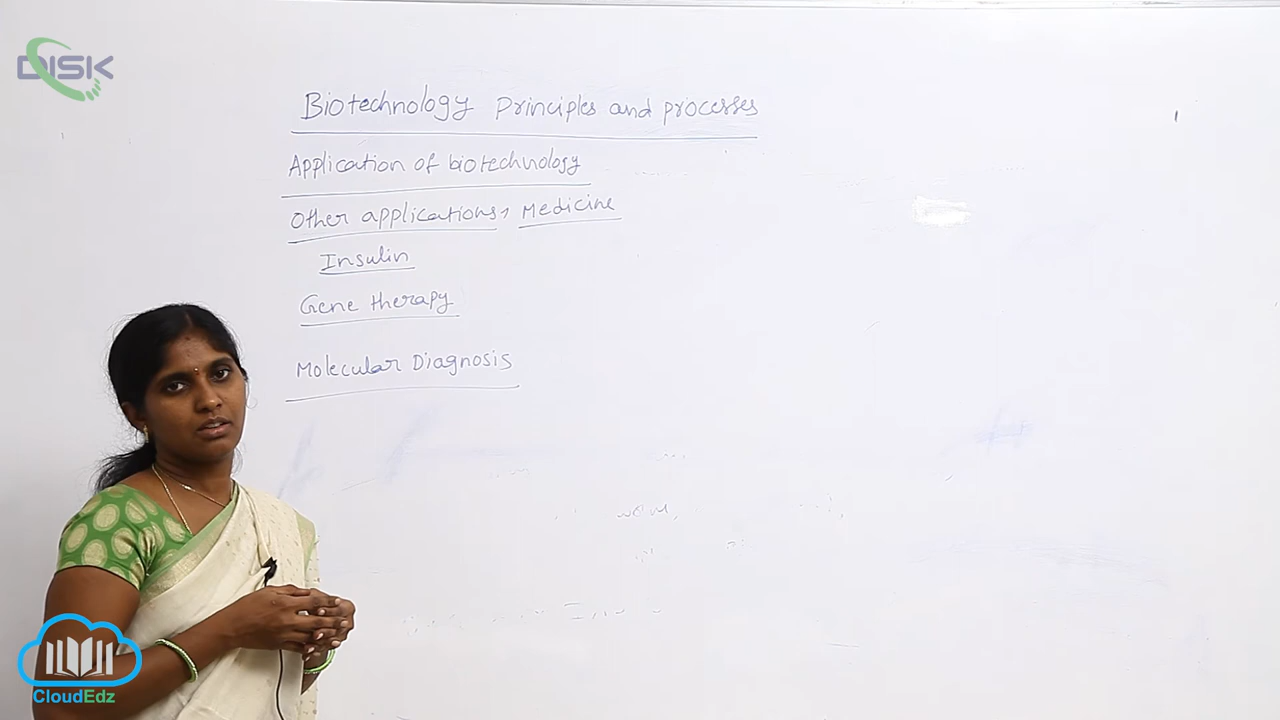 DISK
Biotechnology Principles and processes
Application of biotechnology
Other applications, Medicine
Insulin
Gene therapy
Molecular Diagnosis
CloudEdz